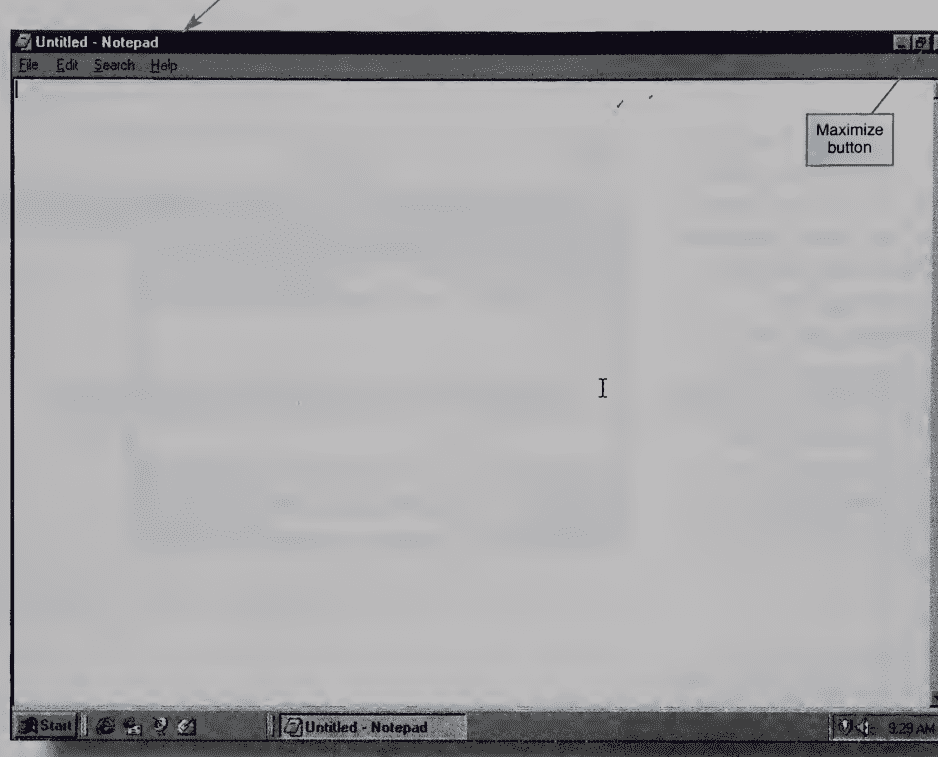 Untitled - Notepad
File Edit Search Help
Maximize
button
Start
Untitled - Notepad
9:29 AM